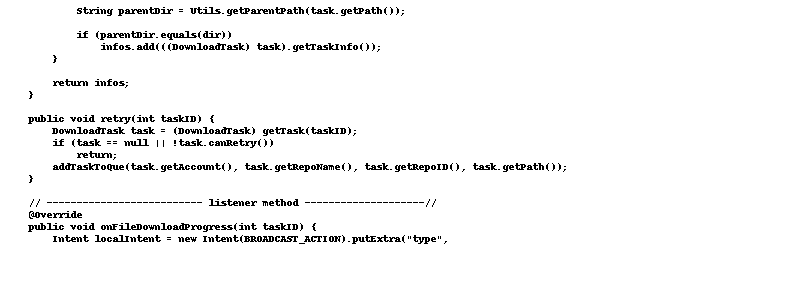 String parentDir = Utils.getParentPath(task.getPath());
if (parentDir.equals(dir))
infos.add(((DownloadTask) task).getTaskInfo());
}
return infos;
}
public void retry(int taskID) {
DownloadTask task = (DownloadTask) getTask(taskID);
if (task == null || !task.canRetry())
return;
addTaskToQue(task.getAccount(), task.getRepoName(), task.getRepoID(), task.getPath());
}
// -------------------------- listener method --------------------//
@Override
public void onFileDownloadProgress(int taskID) {
Intent localIntent = new Intent(BROADCAST_ACTION).putExtra("type",